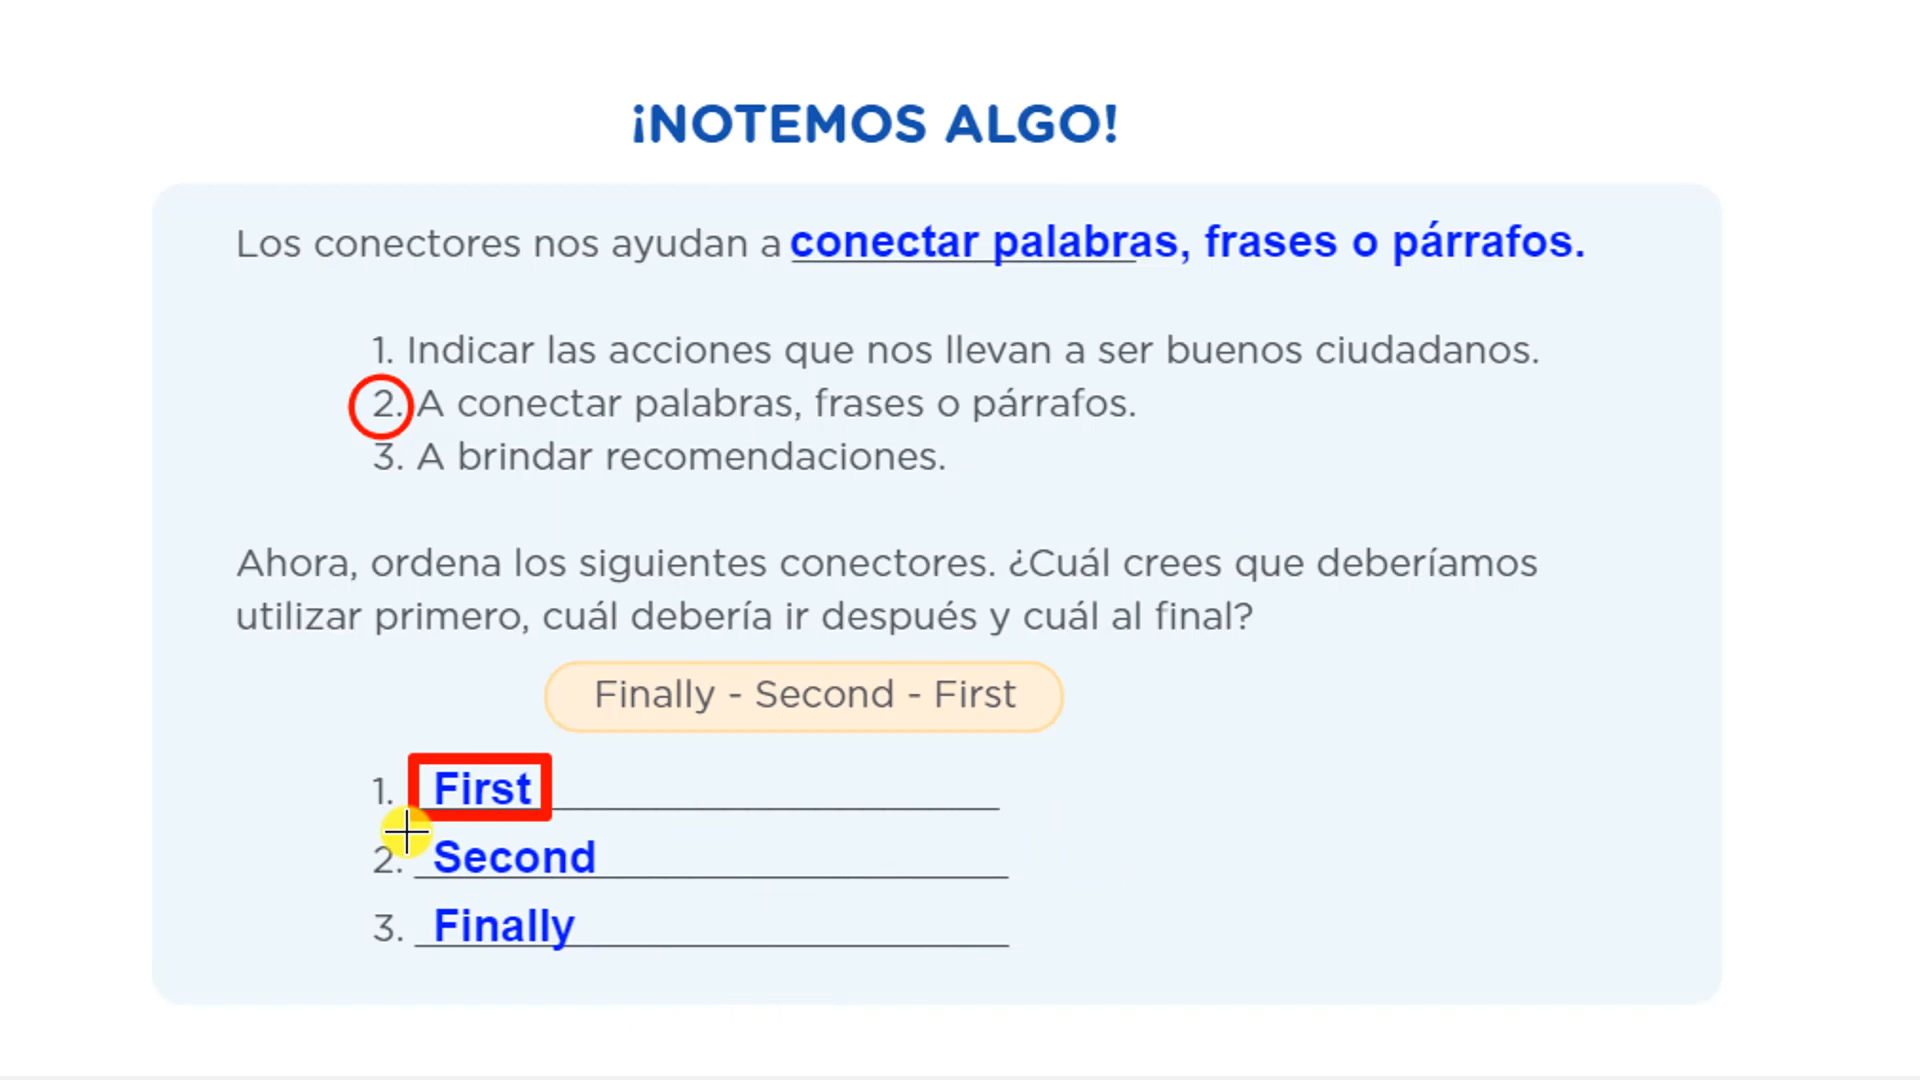 ¡NOTEMOS ALGO!
Los conectores nos ayudan a conectar palabras, frases o párrafos.
1. Indicar las acciones que nos llevan a ser buenos ciudadanos.
2. A conectar palabras, frases o párrafos.
3. A brindar recomendaciones.
Ahora, ordena los siguientes conectores. ¿Cuál crees que deberíamos
utilizar primero, cuál debería ir después y cuál al final?
Finally - Second - First
1. First
2. Second
3. Finally